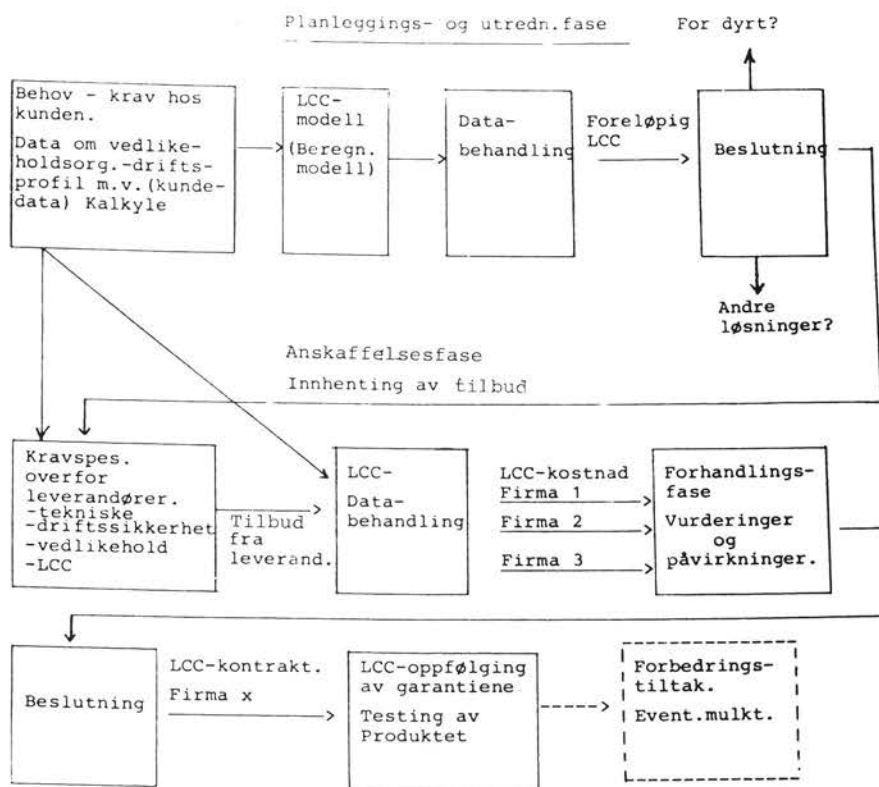 Planleggings- og utredn.fase
For dyrt?
Behov - krav hos
kunden.
Data om vedlike-
holdsorg.-drifts-
profil m.v.(kunde-
data) Kalkyle
LCC-
modell
(Beregn.
modell)
Data-
behandling
Foreløpig
LCC
Beslutning
Andre
løsninger?
Anskaffelsesfase
Innhenting av tilbud
Kravspes.
overfor
leverandører.
-tekniske
-driftssikkerhet
-vedlikehold
-LCC
Tilbud
fra
leverand.
LCC-
Data-
behandling
LCC-kostnad
Firma 1
Firma 2
Firma 3
Forhandlings-
fase
Vurderinger
og
påvirkninger.
Beslutning
LCC-kontrakt.
Firma x
LCC-oppfølging
av garantiene
Testing av
Produktet
Forbedrings-
tiltak.
Event.mulkt.